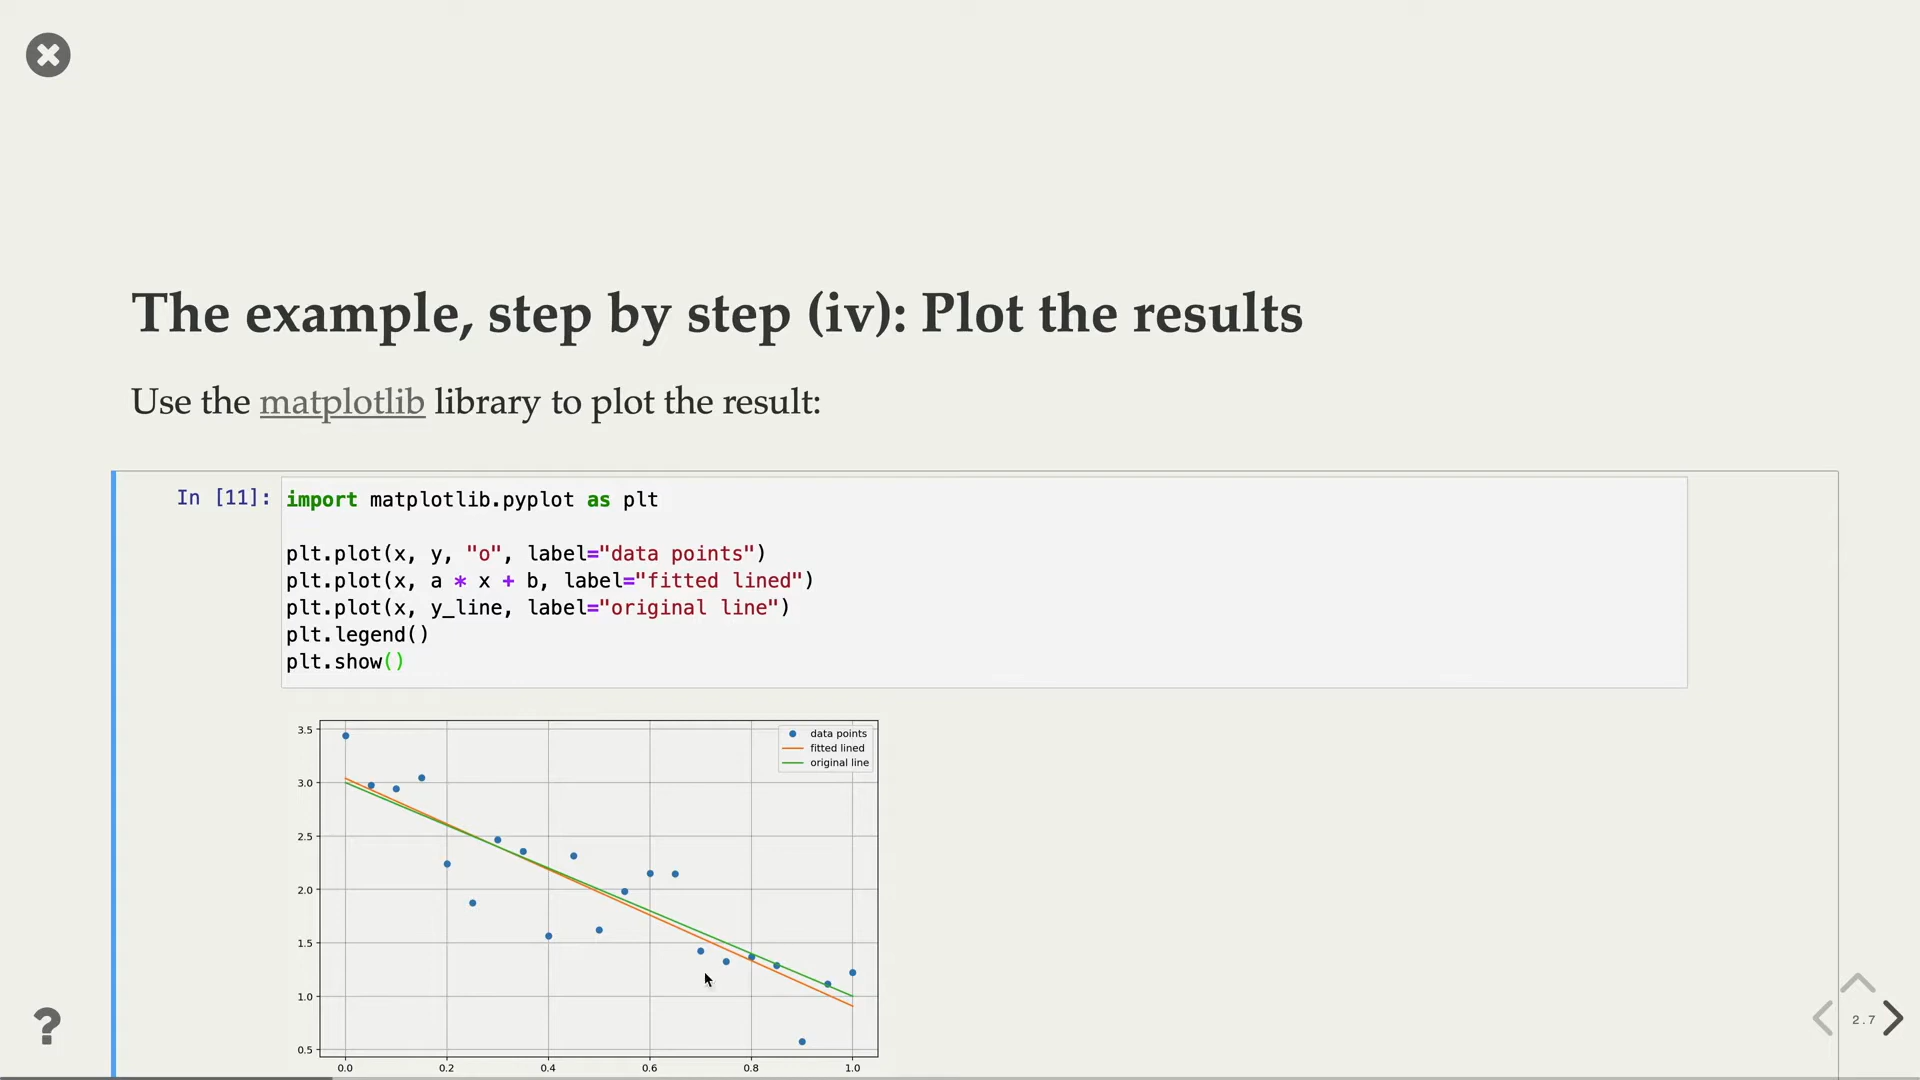 The example, step by step (iv): Plot the results
Use the matplotlib library to plot the result:
In [11]:
import matplotlib.pyplot as plt
plt.plot(x, y, "o", label="data points")
plt.plot(x, a * x + b, label="fitted lined")
plt.plot(x, y_line, label="original line")
plt.legend()
plt.show()
data points
fitted lined
original line
3.5
3.0
2.5
2.0
1.5
1.0
0.5
0.0 0.2 0.4 0.6 0.8 1.0
?
2.7